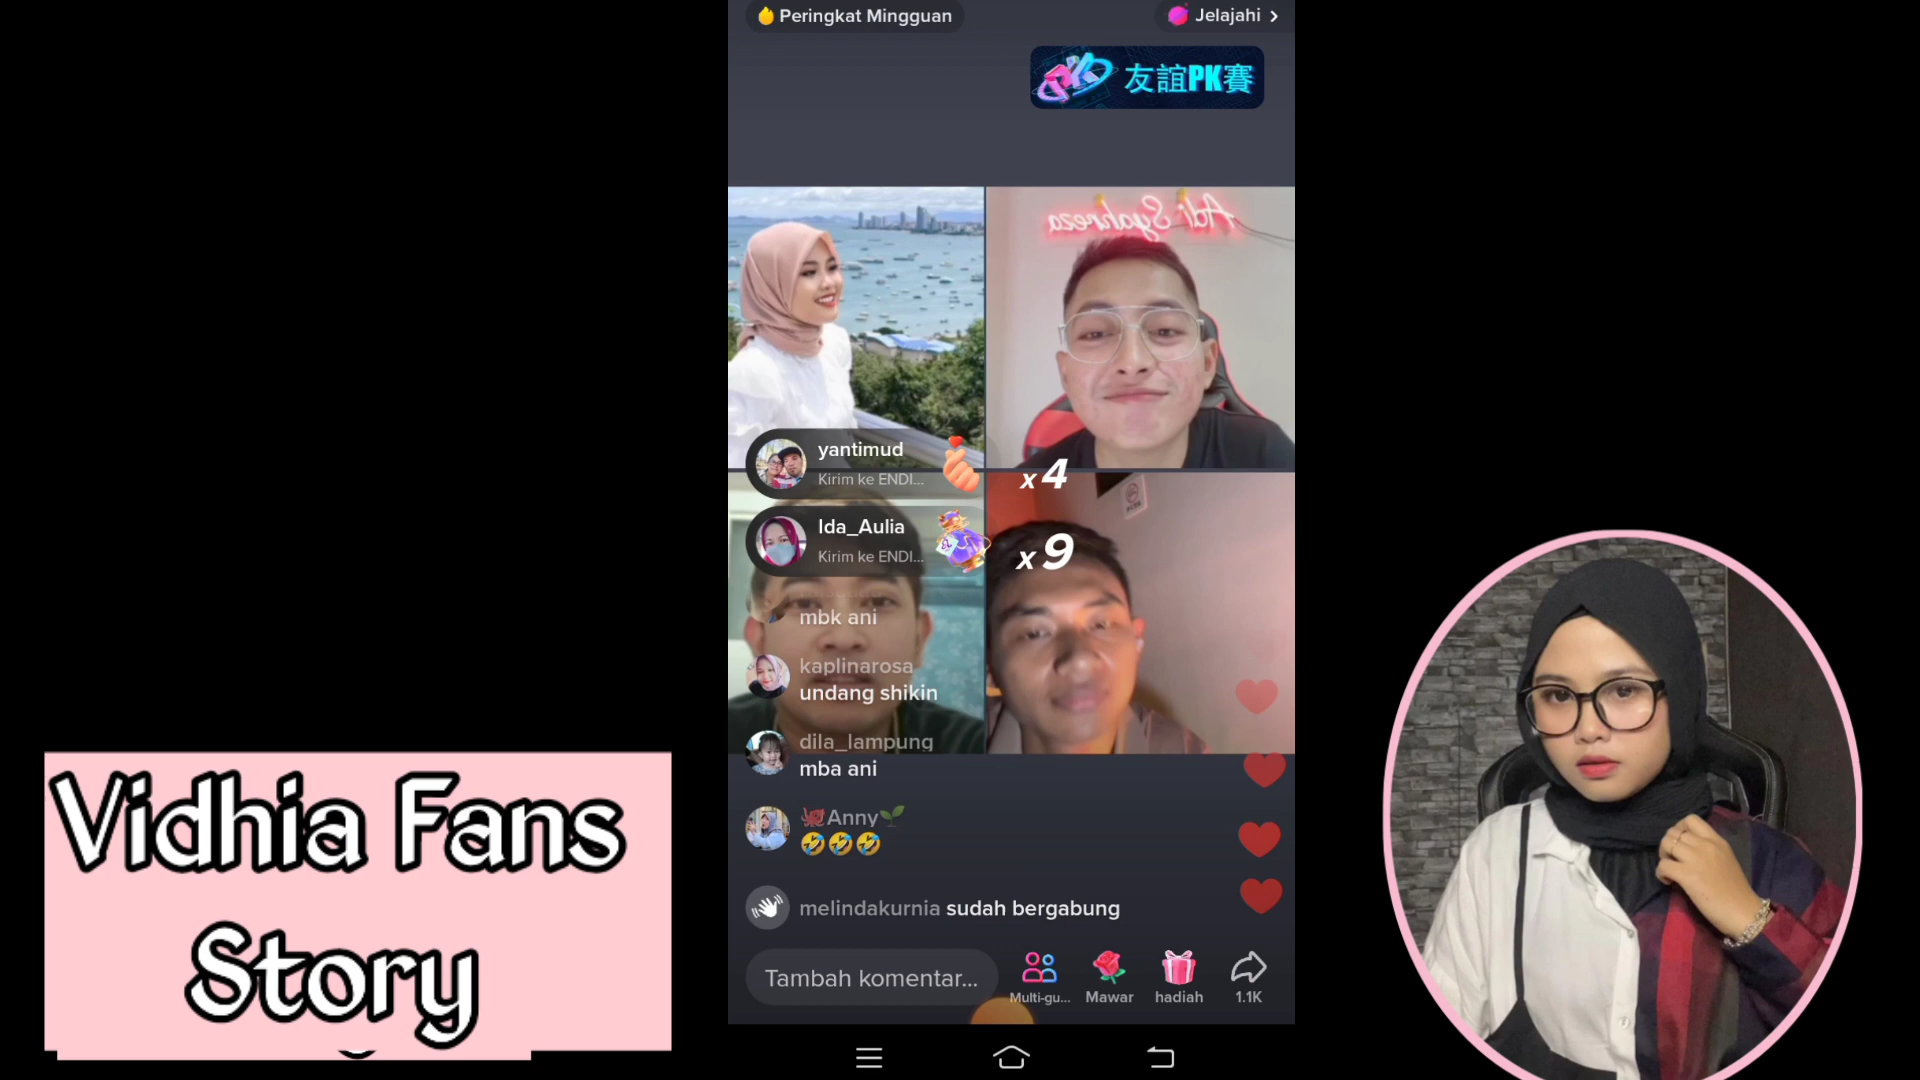 Peringkat Mingguan
Jelajahi
友誼PK賽
Adi Syahreza
yantimud
Kirim ke ENDI...
x4
Ida_Aulia
Kirim ke ENDI...
x9
mbk ani
kaplinarosa
undang shikin
dila_lampung
mba ani
Anny
melindakurnia sudah bergabung
Tambah komentar...
Multi-gu...
Mawar
hadiah
1.1K
Vidhia Fans
Story